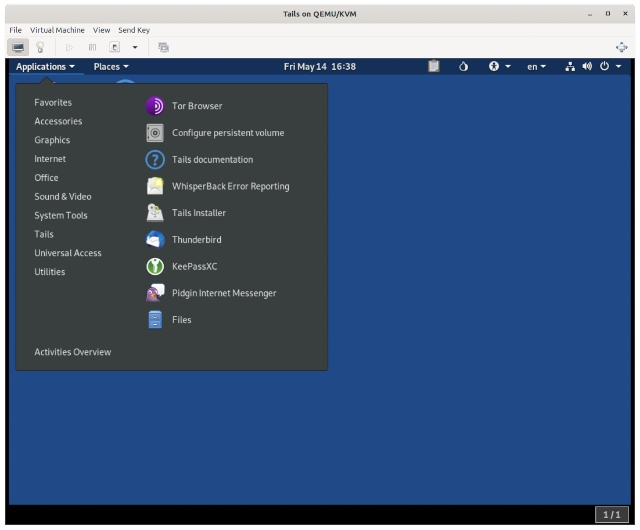 Tails on QEMU/KVM
File Virtual Machine View Send Key
Applications Places Fri May 14 16:38 en
Favorites
Accessories
Graphics
Internet
Office
Sound & Video
System Tools
Tails
Universal Access
Utilities
Activities Overview
Tor Browser
Configure persistent volume
Tails documentation
WhisperBack Error Reporting
Tails Installer
Thunderbird
KeePassXC
Pidgin Internet Messenger
Files
1 / 1